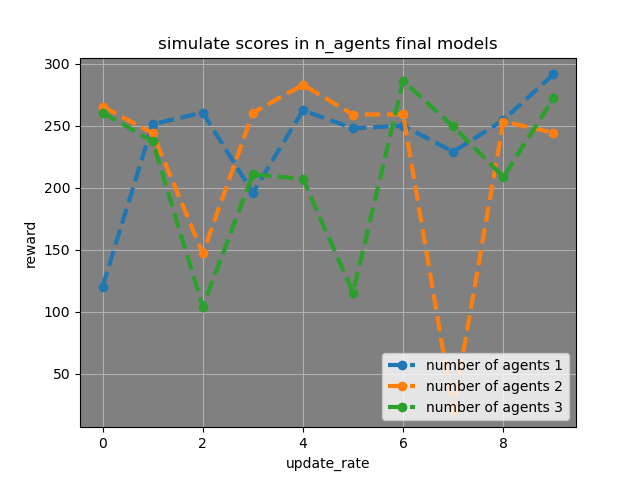 simulate scores in n_agents final models
300
250
200
150
100
50
reward
number of agents 1
number of agents 2
number of agents 3
0 2 4 6 8
update_rate